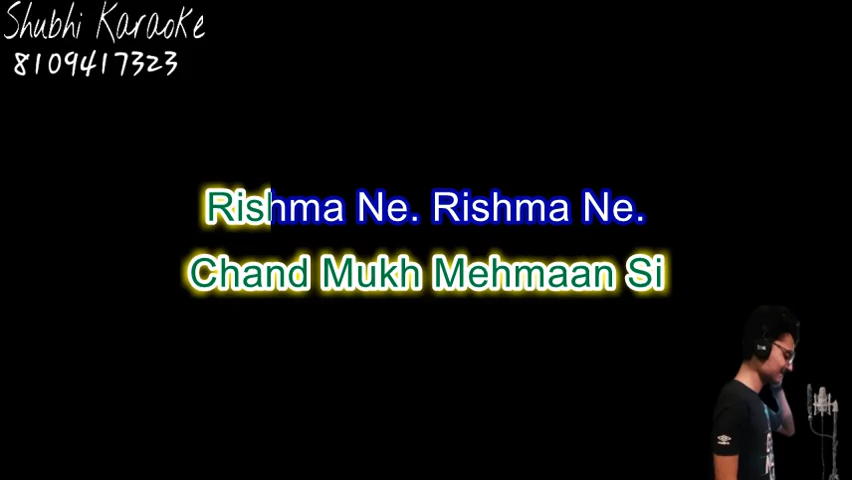 Shubhi Karaoke
8109417323
Rishma Ne. Rishma Ne.
Chand Mukh Mehmaan Si